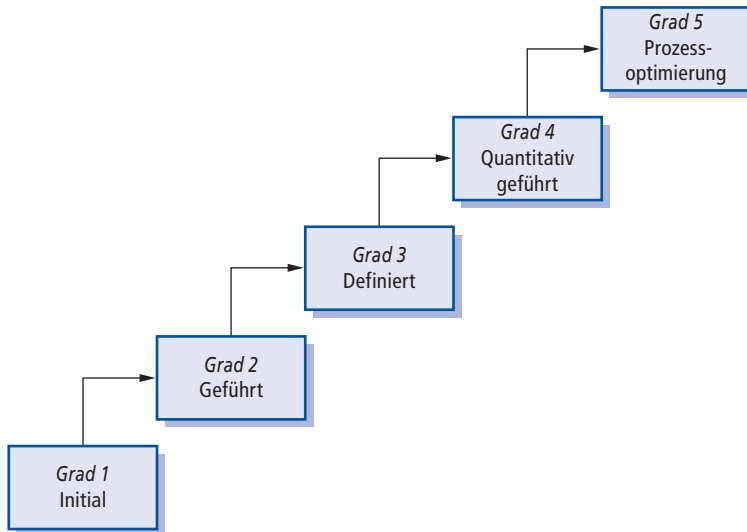 Grad 5
Prozess-
optimierung
Grad 4
Quantitativ
geführt
Grad 3
Definiert
Grad 2
Geführt
Grad 1
Initial